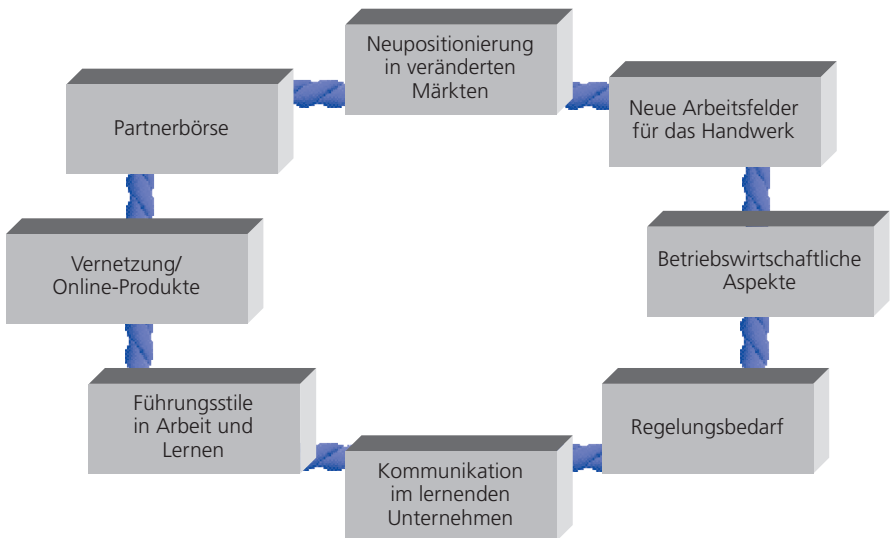 Neupositionierung
in veränderten
Märkten
Partnerbörse
Neue Arbeitsfelder
für das Handwerk
Vernetzung/
Online-Produkte
Betriebswirtschaftliche
Aspekte
Führungsstile
in Arbeit und
Lernen
Regelungsbedarf
Kommunikation
im lernenden
Unternehmen